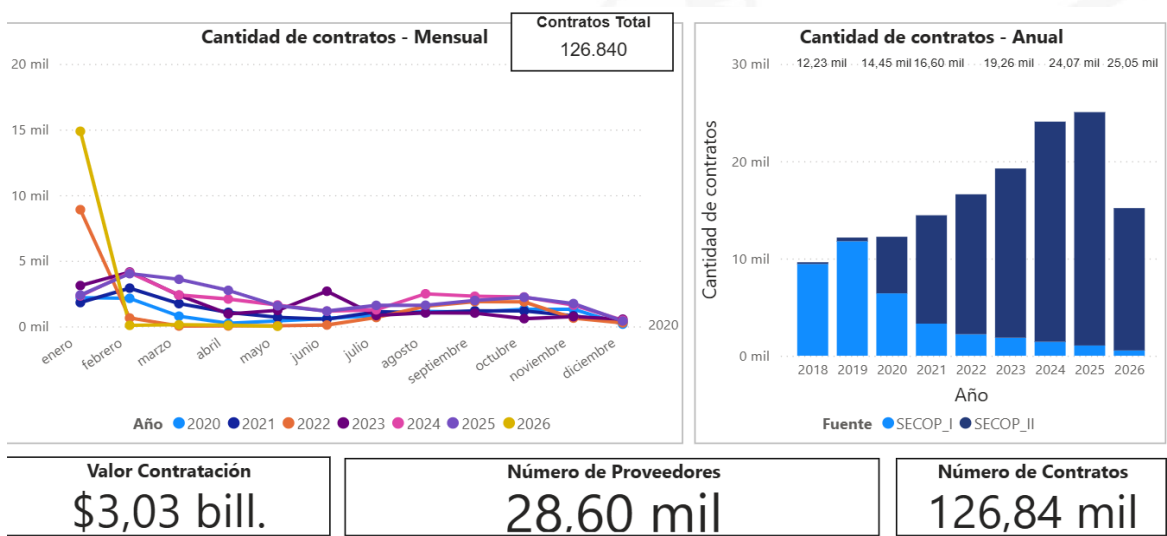 Cantidad de contratos - Mensual
Contratos Total
126.840
20 mil
15 mil
10 mil
5 mil
0 mil
2020
enero
febrero
marzo
abril
mayo
junio
julio
agosto
septiembre
octubre
noviembre
diciembre
Año 2020 2021 2022 2023 2024 2025 2026
Cantidad de contratos - Anual
30 mil 12,23 mil 14,45 mil 16,60 mil 19,26 mil 24,07 mil 25,05 mil
20 mil
10 mil
0 mil
Cantidad de contratos
2018 2019 2020 2021 2022 2023 2024 2025 2026
Año
Fuente SECOP_I SECOP_II
Valor Contratación
$3,03 bill.
Número de Proveedores
28,60 mil
Número de Contratos
126,84 mil